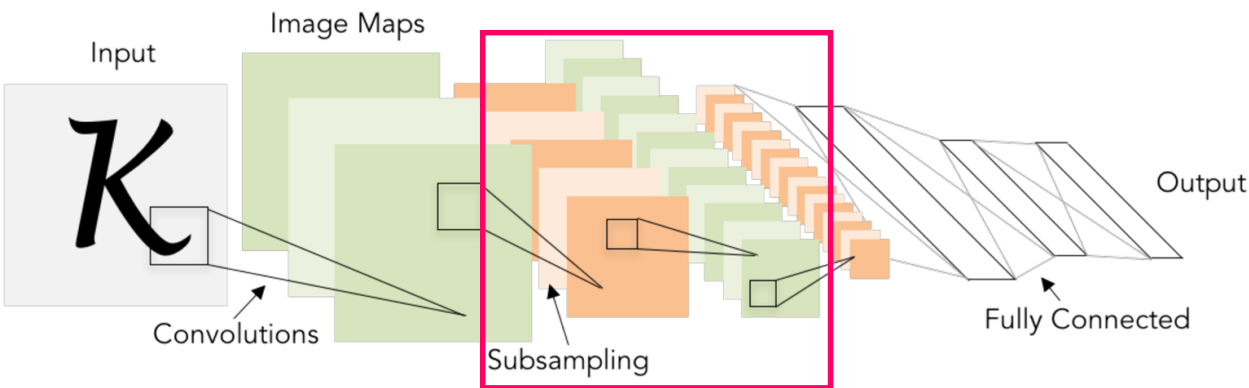 Input
Image Maps
K
Convolutions
Subsampling
Fully Connected
Output